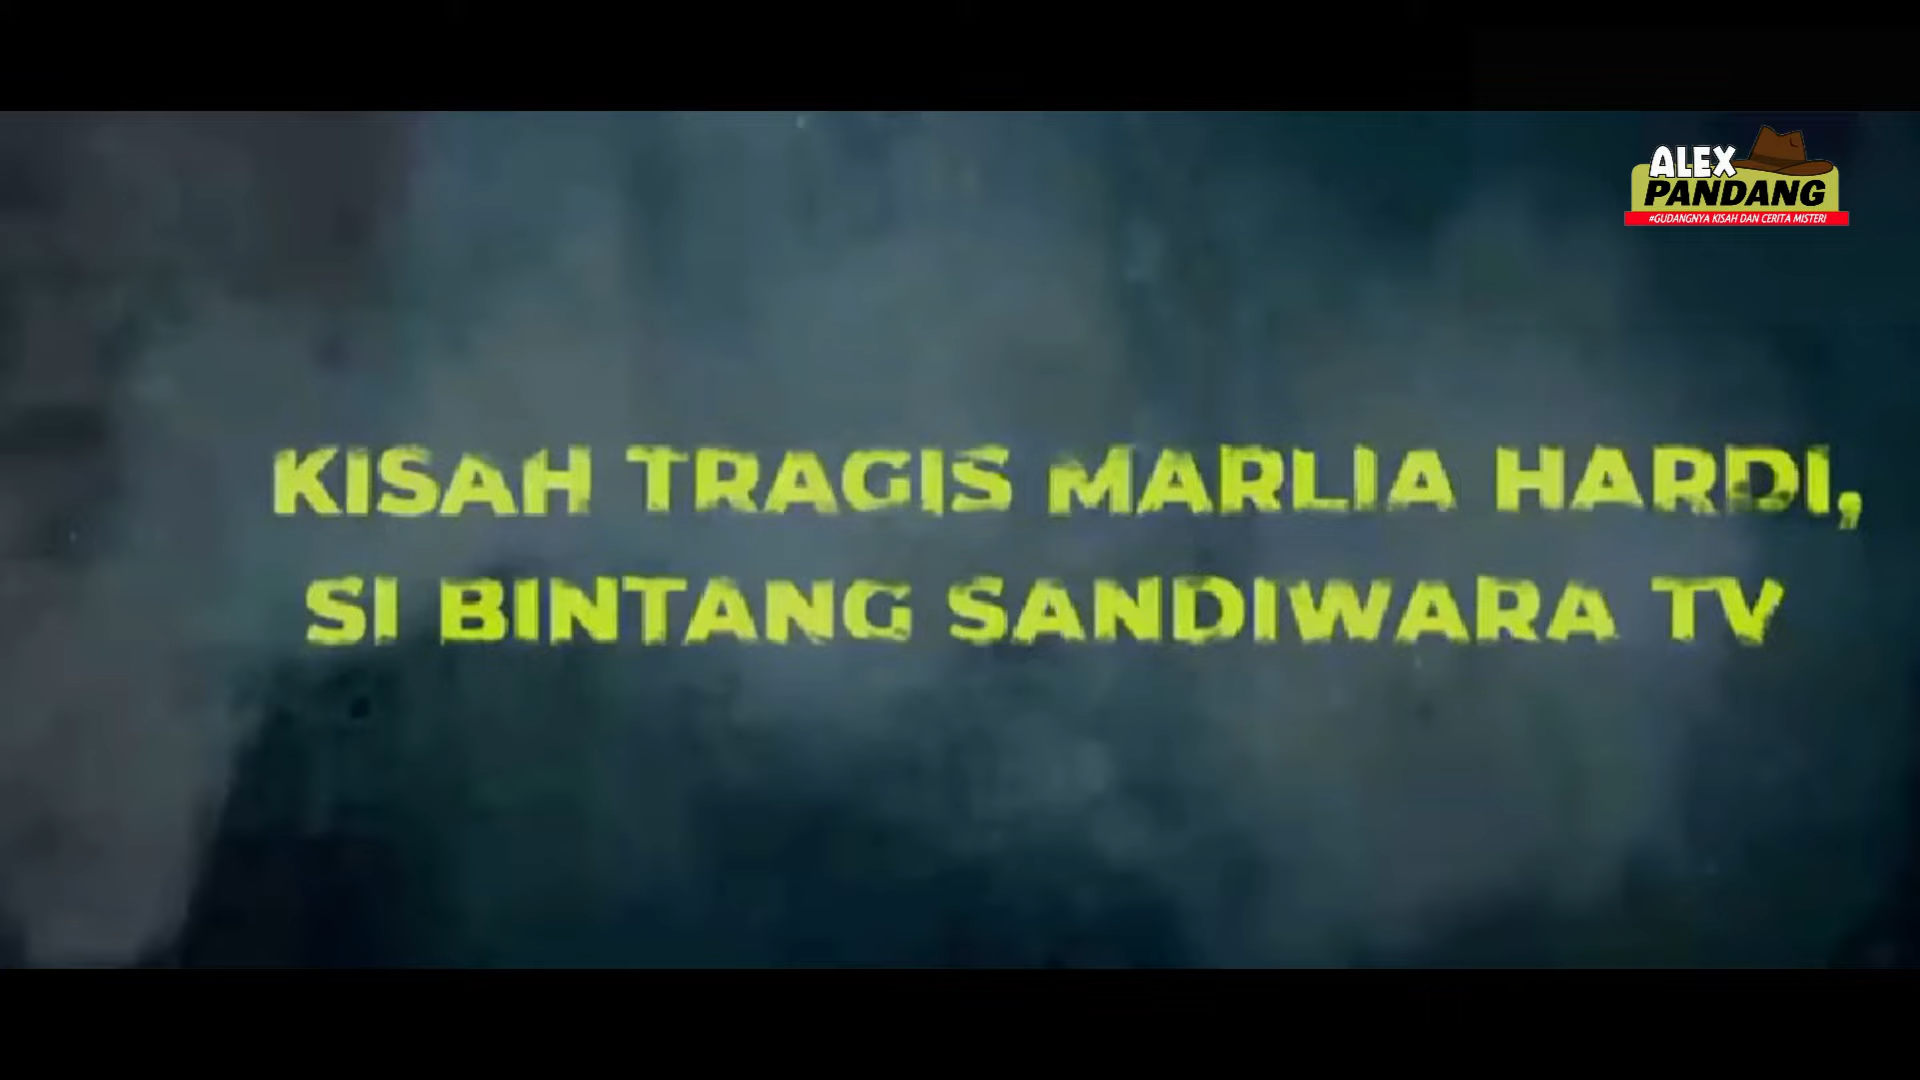 ALEX
PANDANG
#GUDANGNYA KISAH DAN CERITA MISTERI
KISAH TRAGIS MARLIA HARDI,
SI BINTANG SANDIWARA TV